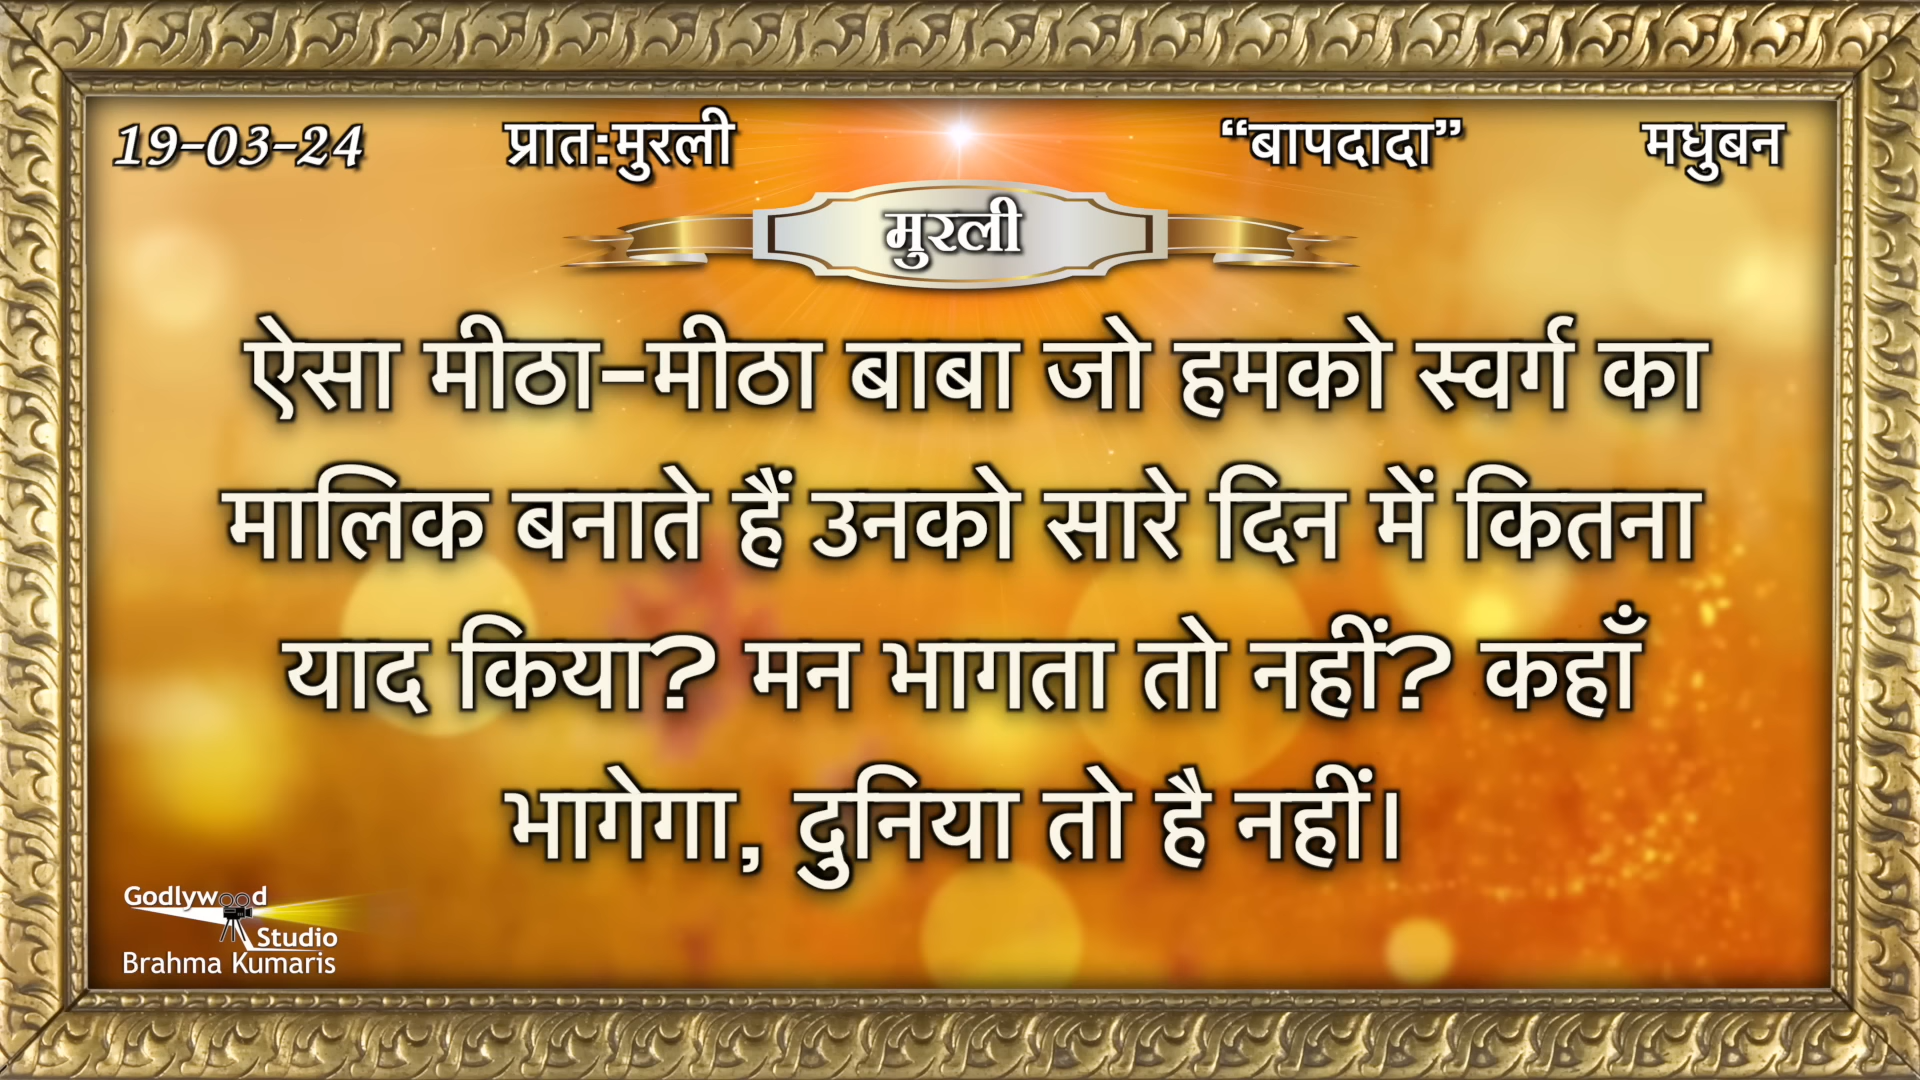 19-03-24 प्रात:मुरली “बापदादा” मधुबन
मुरली
ऐसा मीठा-मीठा बाबा जो हमको स्वर्ग का
मालिक बनाते हैं उनको सारे दिन में कितना
याद किया? मन भागता तो नहीं? कहाँ
भागेगा, दुनिया तो है नहीं।
Godlywood
Studio
Brahma Kumaris